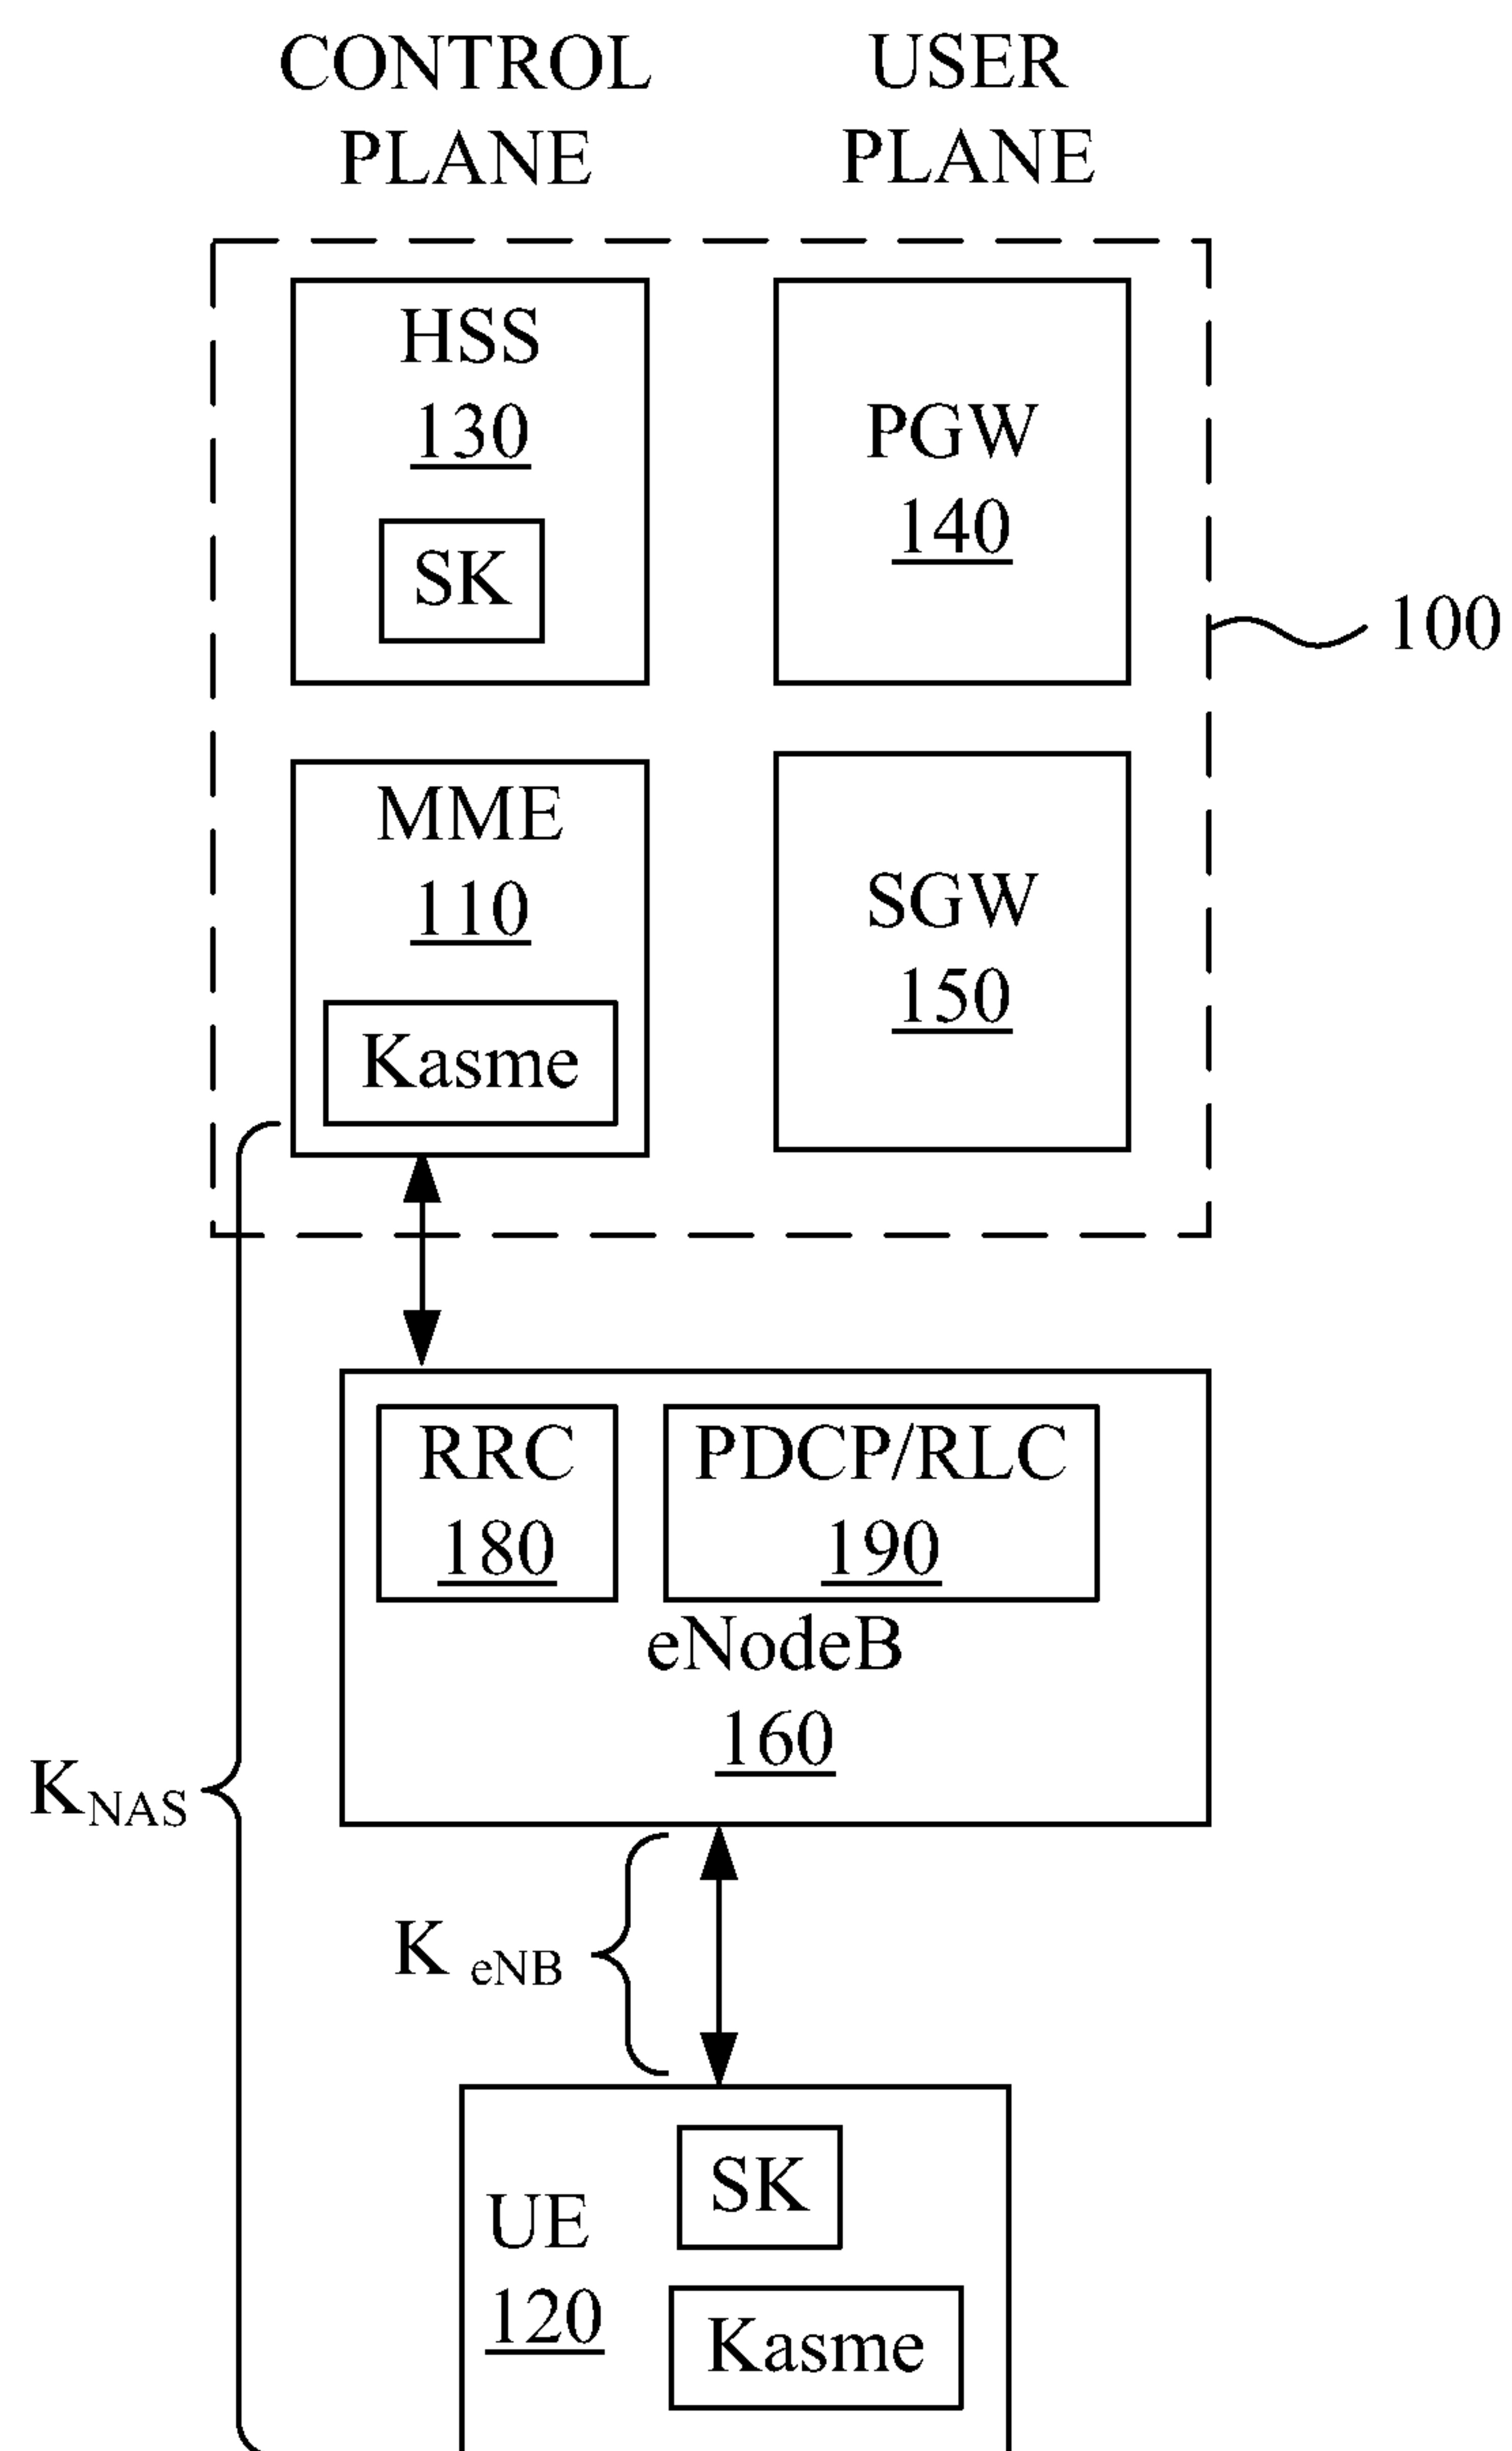 CONTROL
PLANE
USER
PLANE
HSS
130
SK
PGW
140
100
MME
110
Kasme
SGW
150
RRC
180
PDCP/RLC
190
eNodeB
160
KNAS
K eNB
UE
120
SK
Kasme